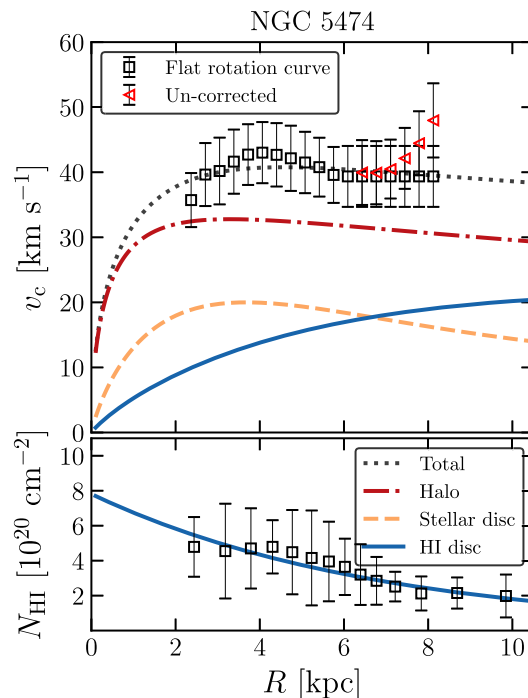 NGC 5474
60
50
40
30
20
10
0
v_c [km s⁻¹]
Flat rotation curve
Un-corrected
10
8
6
4
2
N_HI [10²⁰ cm⁻²]
Total
Halo
Stellar disc
HI disc
0 2 4 6 8 10
R [kpc]